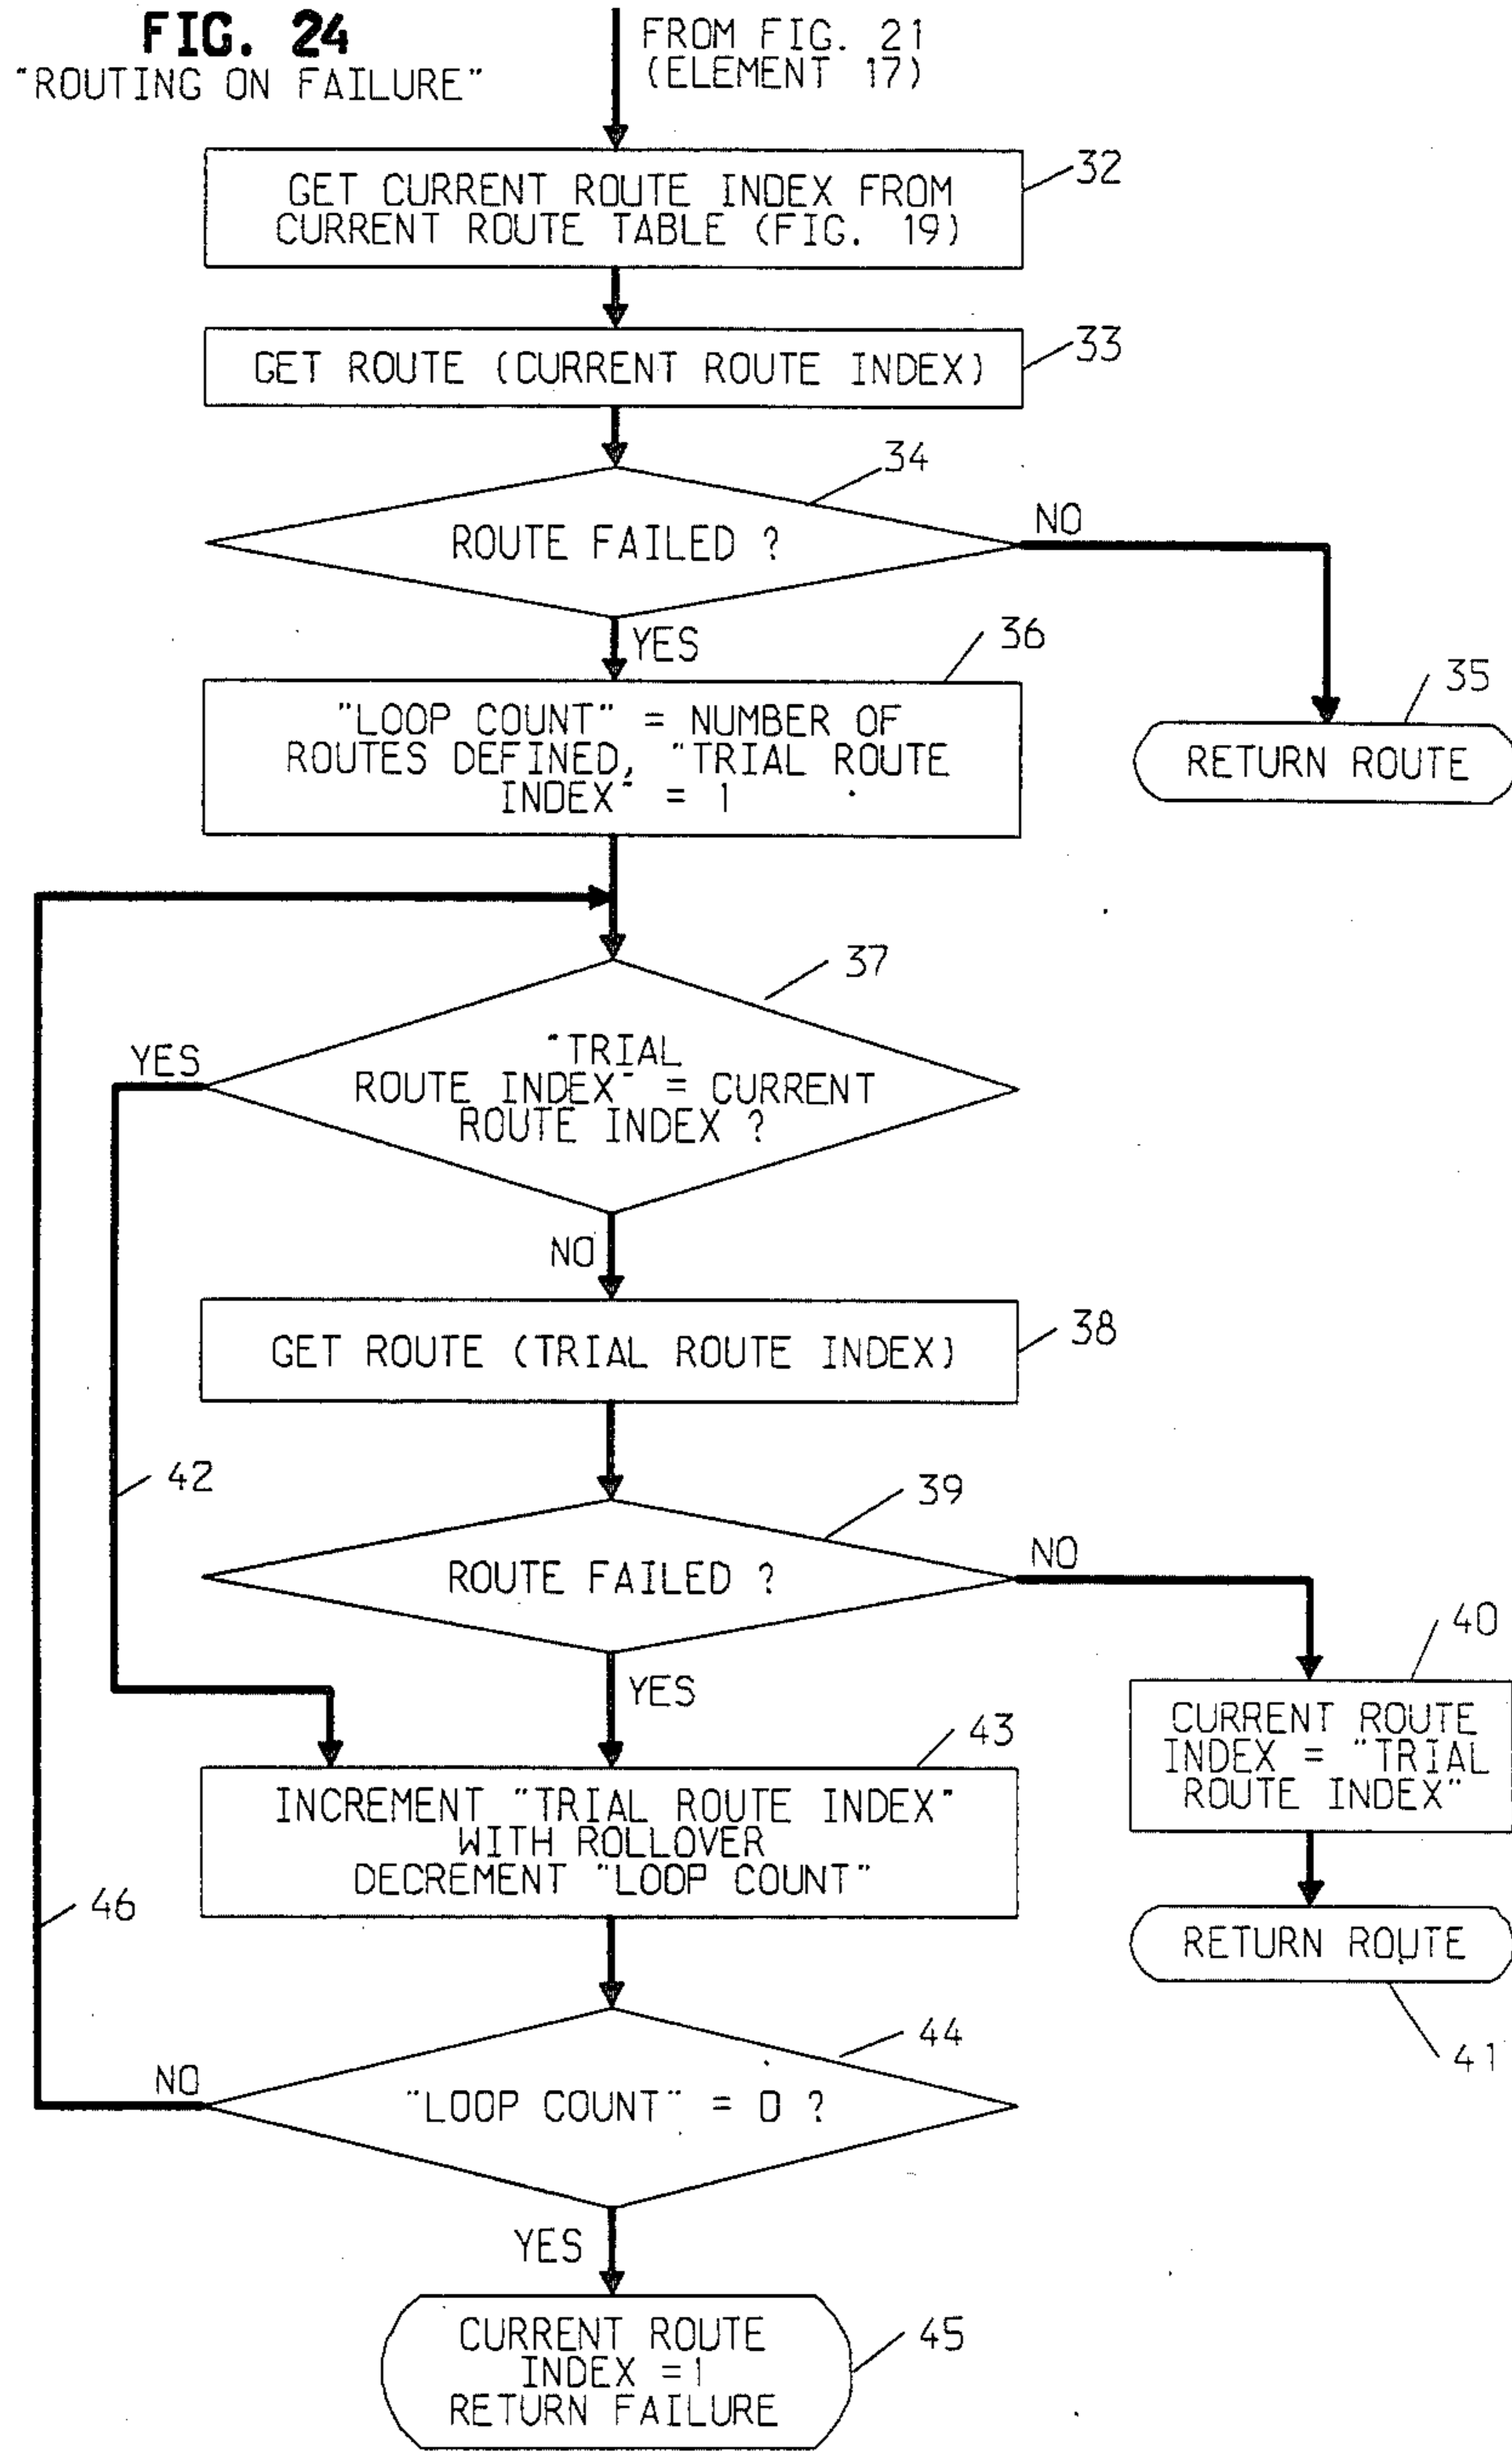 FIG. 24
"ROUTING ON FAILURE"
FROM FIG. 21
(ELEMENT 17)
GET CURRENT ROUTE INDEX FROM
CURRENT ROUTE TABLE (FIG. 19)
32
GET ROUTE (CURRENT ROUTE INDEX)
33
34
ROUTE FAILED ?
NO
YES
36
35
"LOOP COUNT" = NUMBER OF
ROUTES DEFINED, "TRIAL ROUTE
INDEX" = 1
RETURN ROUTE
37
YES
"TRIAL
ROUTE INDEX" = CURRENT
ROUTE INDEX ?
NO
GET ROUTE (TRIAL ROUTE INDEX)
38
42
39
ROUTE FAILED ?
NO
40
YES
CURRENT ROUTE
INDEX = "TRIAL
ROUTE INDEX"
43
INCREMENT "TRIAL ROUTE INDEX"
WITH ROLLOVER
DECREMENT "LOOP COUNT"
46
RETURN ROUTE
41
44
NO
"LOOP COUNT" = 0 ?
YES
CURRENT ROUTE
INDEX =1
RETURN FAILURE
45